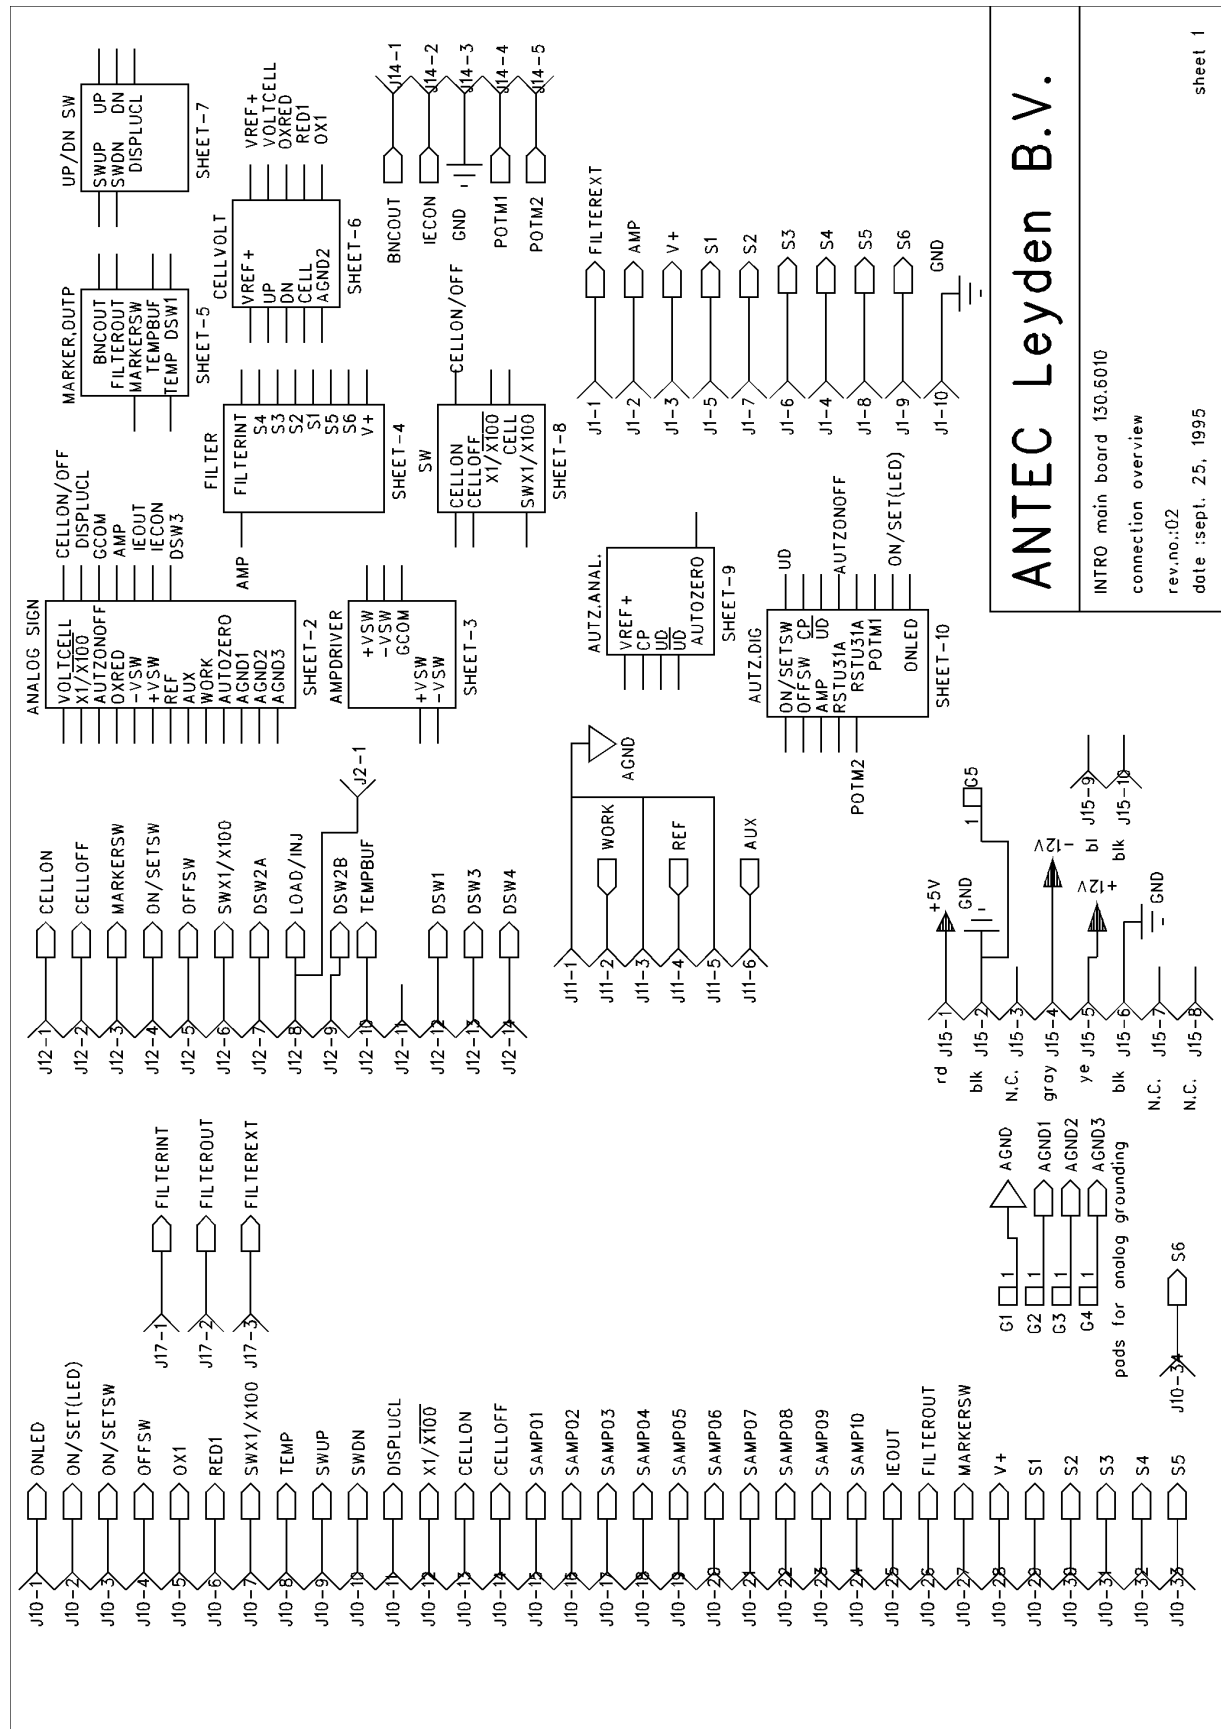 J10-1 ONLED
J10-2 ON/SET(LED)
J10-3 ON/SETSW
J10-4 OFFSW
J10-5 OX1
J10-6 RED1
J10-7 SWX1/X100
J10-8 TEMP
J10-9 SWUP
J10-10 SWDN
J10-11 DISPLUCL
J10-12 X1/X100
J10-13 CELLON
J10-14 CELLOFF
J10-15 SAMP01
J10-16 SAMP02
J10-17 SAMP03
J10-18 SAMP04
J10-19 SAMP05
J10-20 SAMP06
J10-21 SAMP07
J10-22 SAMP08
J10-23 SAMP09
J10-24 SAMP10
J10-25 IEOUT
J10-26 FILTEROUT
J10-27 MARKERSW
J10-28 V+
J10-29 S1
J10-30 S2
J10-31 S3
J10-32 S4
J10-33 S5
J10-34 S6
J17-1 FILTERINT
J17-2 FILTEROUT
J17-3 FILTEREXT
G1 1 AGND
G2 1 AGND1
G3 1 AGND2
G4 1 AGND3
pads for analog grounding
J12-1 CELLON
J12-2 CELLOFF
J12-3 MARKERSW
J12-4 ON/SETSW
J12-5 OFFSW
J12-6 SWX1/X100
J12-7 DSW2A
J12-8 LOAD/INJ
J12-9 DSW2B
J12-10 TEMPBUF
J12-11
J12-12 DSW1
J12-13 DSW3
J12-14 DSW4
J2-1
J11-1
J11-2 WORK
J11-3
J11-4 REF
J11-5
J11-6 AUX
AGND
rd J15-1 +5V
blk J15-2 GND
N.C. J15-3
gray J15-4 -12V
ye J15-5 +12V
blk J15-6 GND
N.C. J15-7
N.C. J15-8
1 G5
bl J15-9
blk J15-10
ANALOG SIGN
VOLTCELL CELLON/OFF
X1/X100 DISPLUCL
AUTZONOFF GCOM
OXRED AMP
-VSW IEOUT
+VSW IECON
REF DSW3
AUX
WORK
AUTOZERO
AGND1
AGND2
AGND3
SHEET-2
AMPDRIVER
+VSW
-VSW
GCOM
+VSW
-VSW
SHEET-3
FILTER
AMP FILTERINT
S4
S3
S2
S1
S5
S6
V+
SHEET-4
MARKER,OUTP
BNCOUT
FILTEROUT
MARKERSW
TEMPBUF
TEMP DSW1
SHEET-5
UP/DN SW
SWUP UP
SWDN DN
DISPLUCL
SHEET-7
CELLVOLT
VREF+ VREF+
UP VOLTCELL
DN OXRED
CELL RED1
AGND2 OX1
SHEET-6
SW
CELLON CELLON/OFF
CELLOFF
X1/X100
CELL
SWX1/X100
SHEET-8
BNCOUT J14-1
IECON J14-2
GND J14-3
POTM1 J14-4
POTM2 J14-5
AUTZ.ANAL.
VREF+
CP
UD
UD
AUTOZERO
SHEET-9
AUTZ.DIG
ON/SETSW UD
OFFSW CP
AMP UD
RSTU31A AUTZONOFF
POTM2 RSTU31A
POTM1
ON/SET(LED)
ONLED
SHEET-10
J1-1 FILTEREXT
J1-2 AMP
J1-3 V+
J1-5 S1
J1-7 S2
J1-6 S3
J1-4 S4
J1-8 S5
J1-9 S6
J1-10 GND
ANTEC Leyden B.V.
INTRO main board 130.6010
connection overview
rev.no.:02
date :sept. 25, 1995 sheet 1